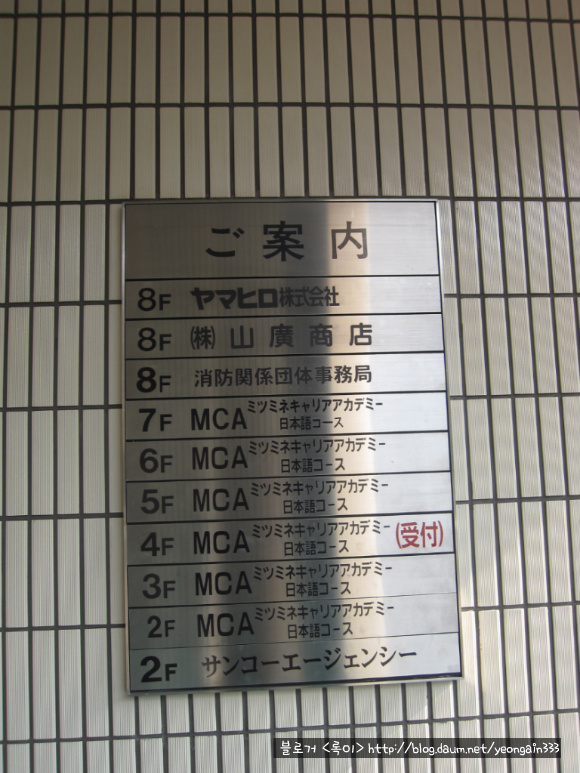 ご案内
8F ヤマヒロ株式会社
8F ㈱山廣商店
8F 消防関係団体事務局
7F MCA ミツミネキャリアアカデミー
日本語コース
6F MCA ミツミネキャリアアカデミー
日本語コース
5F MCA ミツミネキャリアアカデミー
日本語コース
4F MCA ミツミネキャリアアカデミー (受付)
日本語コース
3F MCA ミツミネキャリアアカデミー
日本語コース
2F MCA ミツミネキャリアアカデミー
日本語コース
2F サンコーエージェンシー
블로거 <록이> http://blog.daum.net/yeongain333